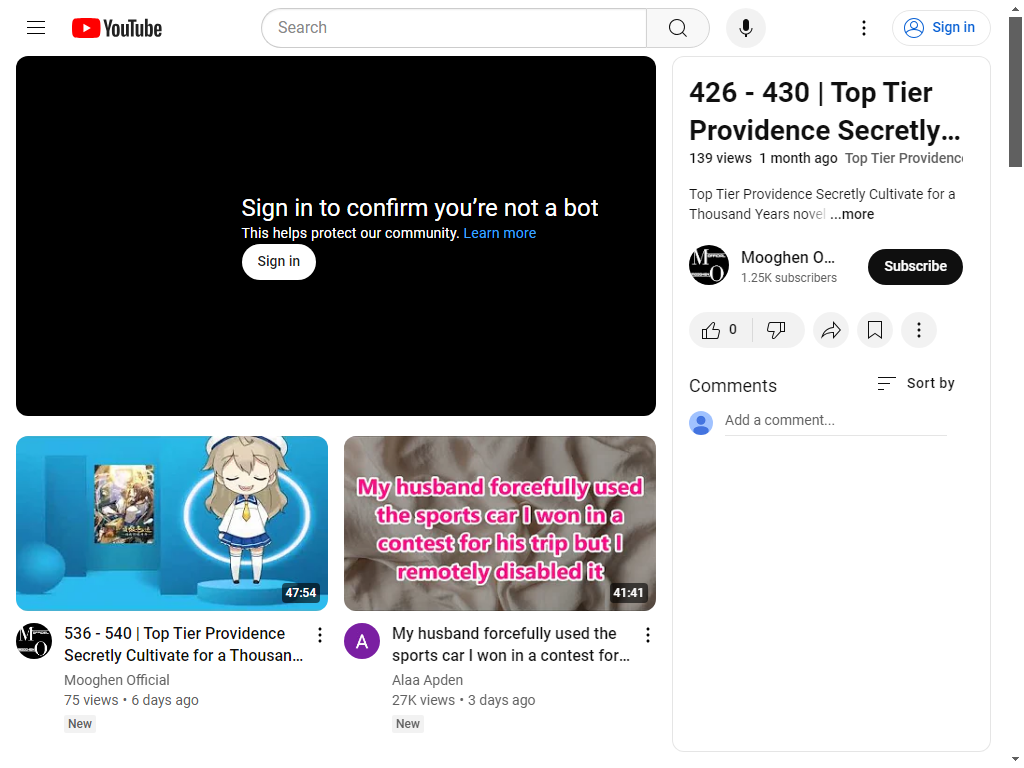 YouTube
Search
Sign in
Sign in to confirm you’re not a bot
This helps protect our community. Learn more
Sign in
426 - 430 | Top Tier
Providence Secretly...
139 views 1 month ago Top Tier Providenc
Top Tier Providence Secretly Cultivate for a
Thousand Years novel ...more
Mooghen O...
1.25K subscribers
Subscribe
0
Comments
Sort by
Add a comment...
47:54
My husband forcefully used
the sports car I won in a
contest for his trip but I
remotely disabled it
41:41
536 - 540 | Top Tier Providence
Secretly Cultivate for a Thousan...
Mooghen Official
75 views • 6 days ago
New
A
My husband forcefully used the
sports car I won in a contest for...
Alaa Apden
27K views • 3 days ago
New